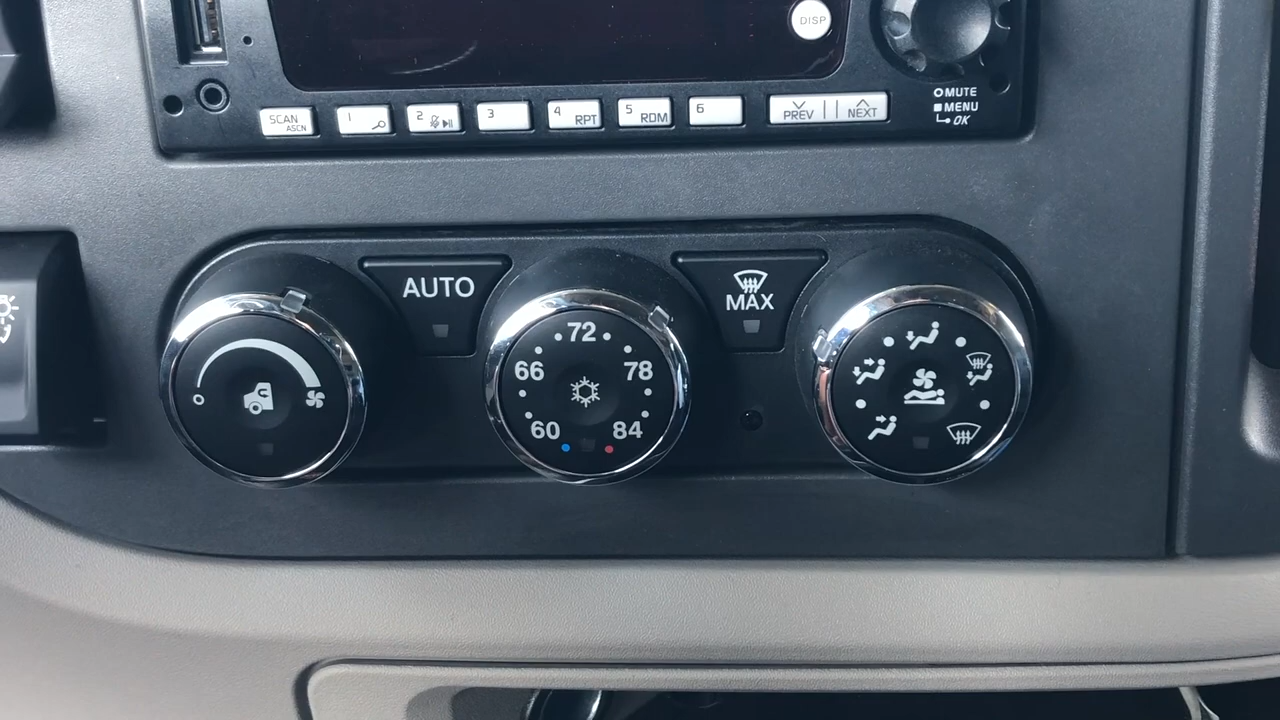 DISP
SCAN
ASCN
1
2
3
4 RPT
5 RDM
6
PREV
NEXT
MUTE
MENU
OK
AUTO
MAX
72
66 78
60 84